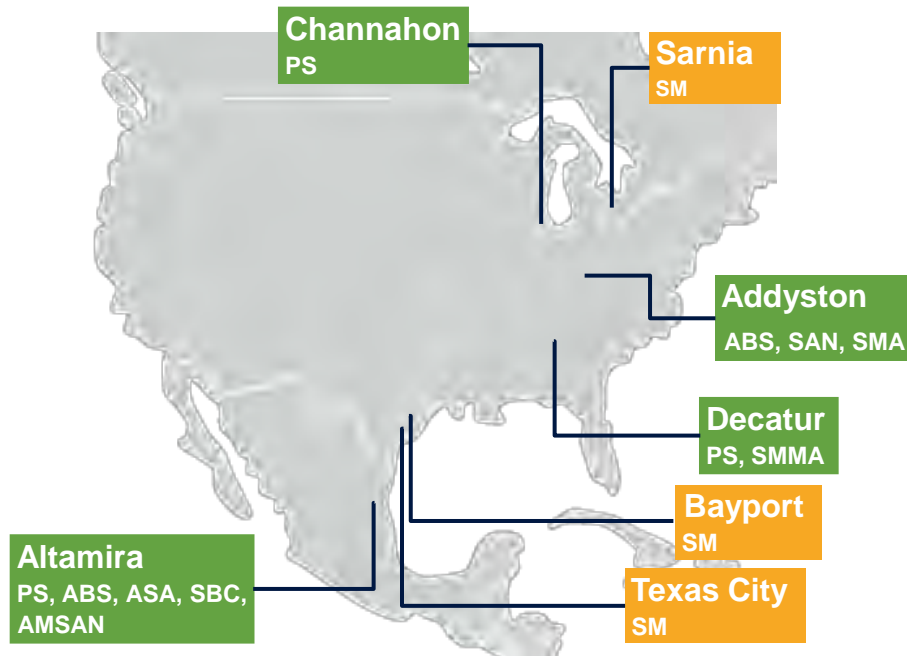 Channahon
PS
Sarnia
SM
Addyston
ABS, SAN, SMA
Decatur
PS, SMMA
Bayport
SM
Altamira
PS, ABS, ASA, SBC,
AMSAN
Texas City
SM